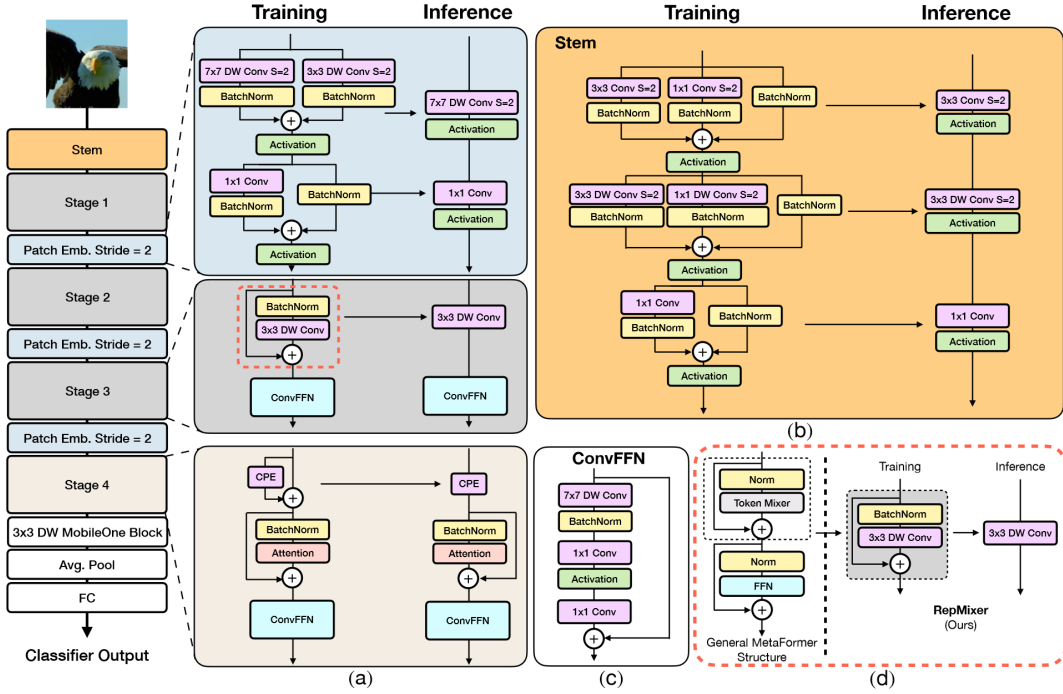 Training
Inference
Training
Inference
Stem
Stage 1
Patch Emb. Stride = 2
Stage 2
Patch Emb. Stride = 2
Stage 3
Patch Emb. Stride = 2
Stage 4
3x3 DW MobileOne Block
Avg. Pool
FC
Classifier Output
7x7 DW Conv S=2
3x3 DW Conv S=2
BatchNorm
BatchNorm
+
Activation
7x7 DW Conv S=2
Activation
1x1 Conv
BatchNorm
BatchNorm
+
Activation
1x1 Conv
Activation
BatchNorm
3x3 DW Conv
+
ConvFFN
3x3 DW Conv
ConvFFN
CPE
+
BatchNorm
Attention
+
ConvFFN
CPE
BatchNorm
Attention
+
ConvFFN
(a)
Stem
3x3 Conv S=2
1x1 Conv S=2
BatchNorm
BatchNorm
BatchNorm
+
Activation
3x3 Conv S=2
Activation
3x3 DW Conv S=2
1x1 DW Conv S=2
BatchNorm
BatchNorm
BatchNorm
+
Activation
3x3 DW Conv S=2
Activation
1x1 Conv
BatchNorm
BatchNorm
+
Activation
1x1 Conv
Activation
(b)
ConvFFN
7x7 DW Conv
BatchNorm
1x1 Conv
Activation
1x1 Conv
+
(c)
Norm
Token Mixer
+
Norm
FFN
+
General MetaFormer
Structure
Training
BatchNorm
3x3 DW Conv
+
Inference
3x3 DW Conv
RepMixer
(Ours)
(d)